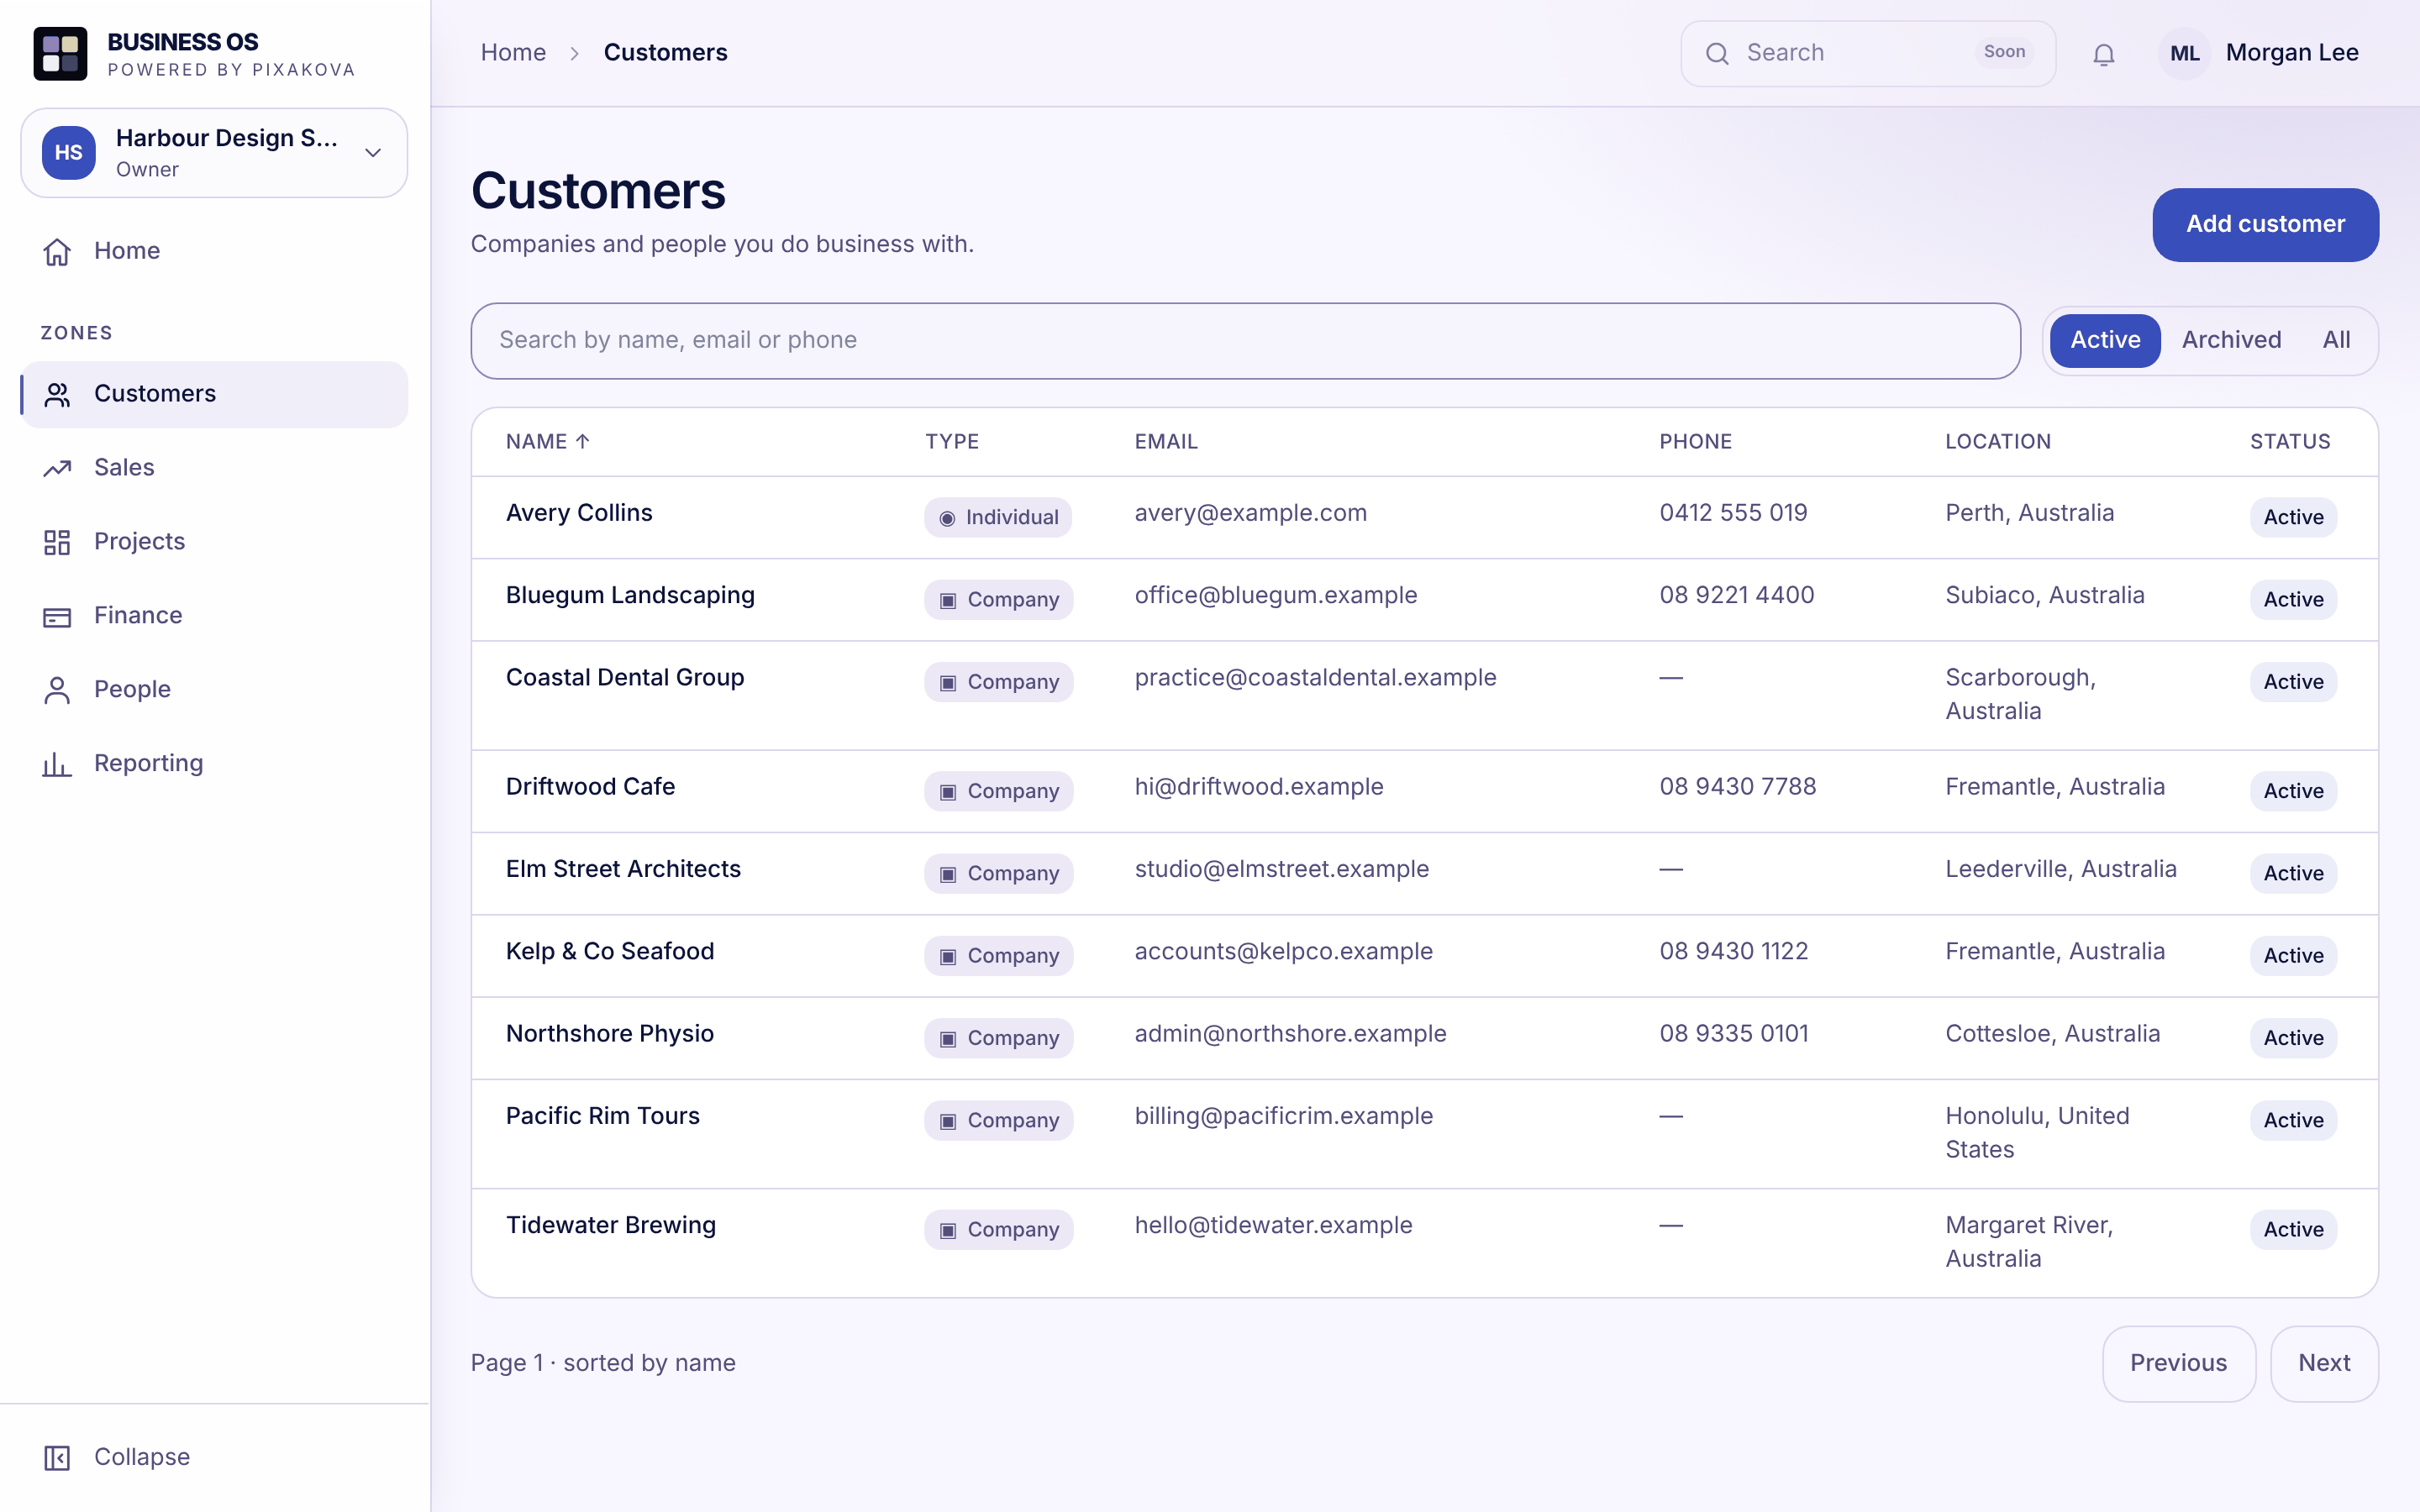 BUSINESS OS
POWERED BY PIXAKOVA
HS
Harbour Design S...
Owner
Home
ZONES
Customers
Sales
Projects
Finance
People
Reporting
Collapse
Home > Customers
Search Soon
ML Morgan Lee
Customers
Companies and people you do business with.
Add customer
Search by name, email or phone
Active Archived All
NAME ↑ TYPE EMAIL PHONE LOCATION STATUS
Avery Collins Individual avery@example.com 0412 555 019 Perth, Australia Active
Bluegum Landscaping Company office@bluegum.example 08 9221 4400 Subiaco, Australia Active
Coastal Dental Group Company practice@coastaldental.example — Scarborough, Active
Australia
Driftwood Cafe Company hi@driftwood.example 08 9430 7788 Fremantle, Australia Active
Elm Street Architects Company studio@elmstreet.example — Leederville, Australia Active
Kelp & Co Seafood Company accounts@kelpco.example 08 9430 1122 Fremantle, Australia Active
Northshore Physio Company admin@northshore.example 08 9335 0101 Cottesloe, Australia Active
Pacific Rim Tours Company billing@pacificrim.example — Honolulu, United Active
States
Tidewater Brewing Company hello@tidewater.example — Margaret River, Active
Australia
Page 1 · sorted by name
Previous Next